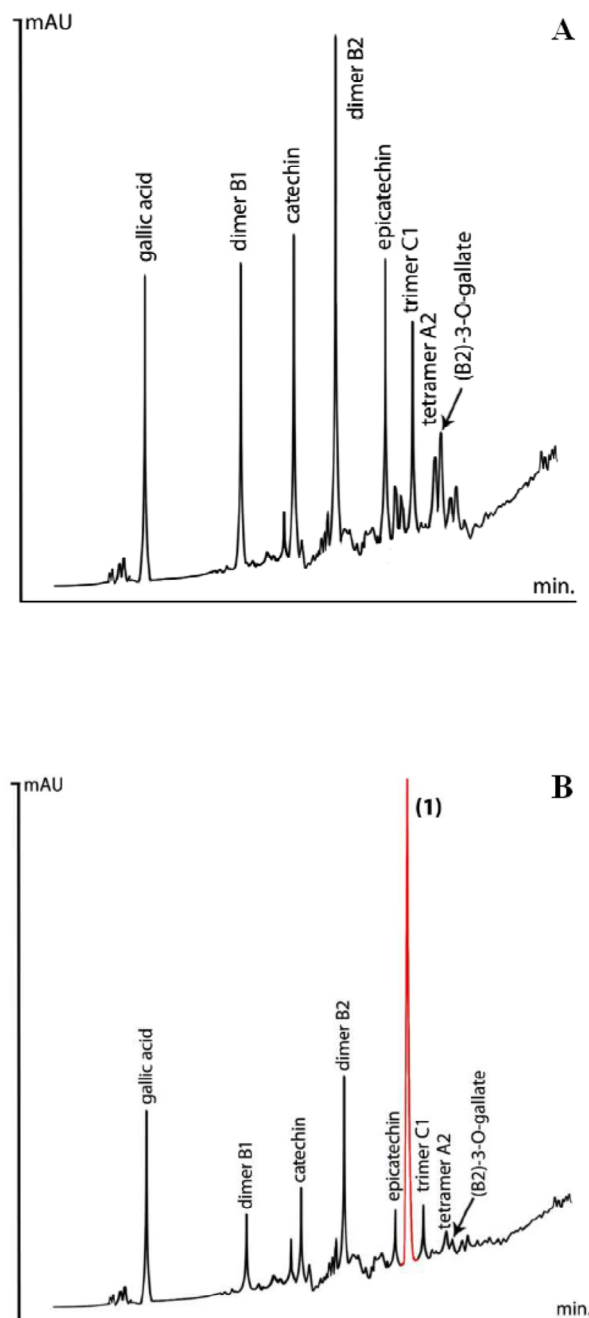 mAU
A
gallic acid
dimer B1
catechin
dimer B2
epicatechin
trimer C1
tetramer A2
(B2)-3-O-gallate
min.
mAU
B
(1)
gallic acid
dimer B1
catechin
dimer B2
epicatechin
trimer C1
tetramer A2
(B2)-3-O-gallate
min.